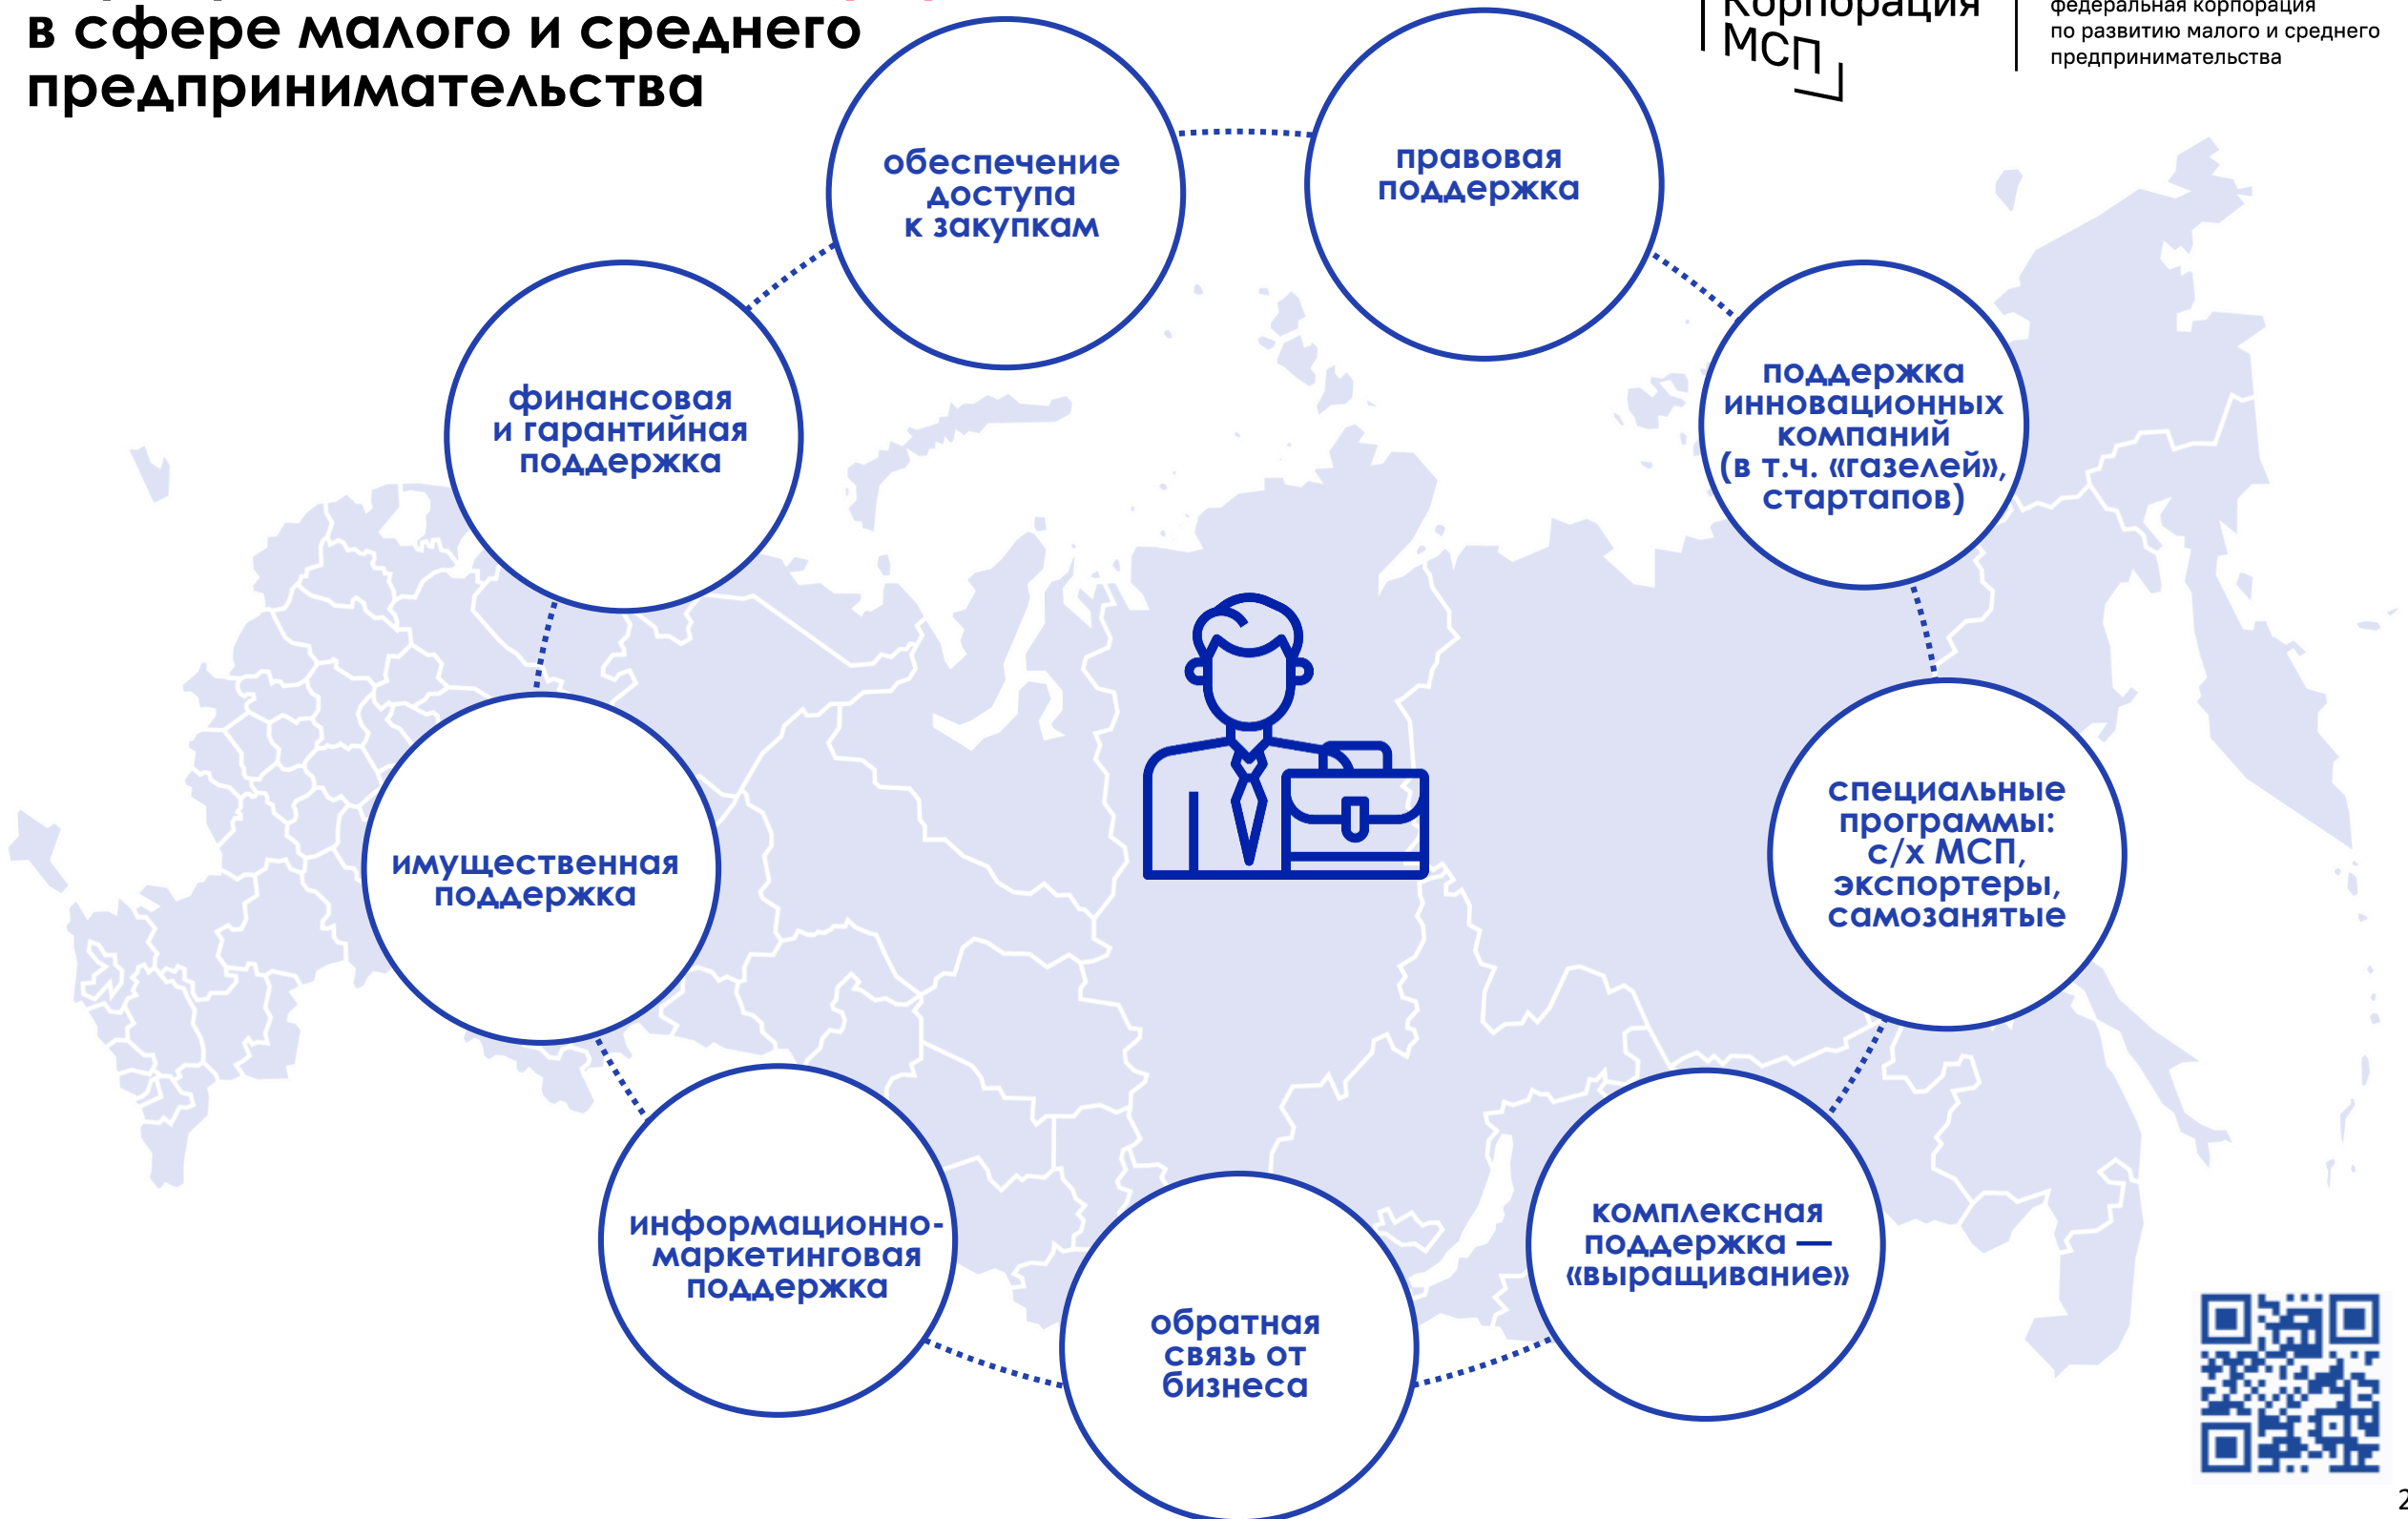 в сфере малого и среднего
предпринимательства
Корпорация
МСП
федеральная корпорация
по развитию малого и среднего
предпринимательства
обеспечение
доступа
к закупкам
правовая
поддержка
финансовая
и гарантийная
поддержка
поддержка
инновационных
компаний
(в т.ч. «газелей»,
стартапов)
имущественная
поддержка
специальные
программы:
с/х МСП,
экспортеры,
самозанятые
информационно-
маркетинговая
поддержка
обратная
связь от
бизнеса
комплексная
поддержка —
«выращивание»
2